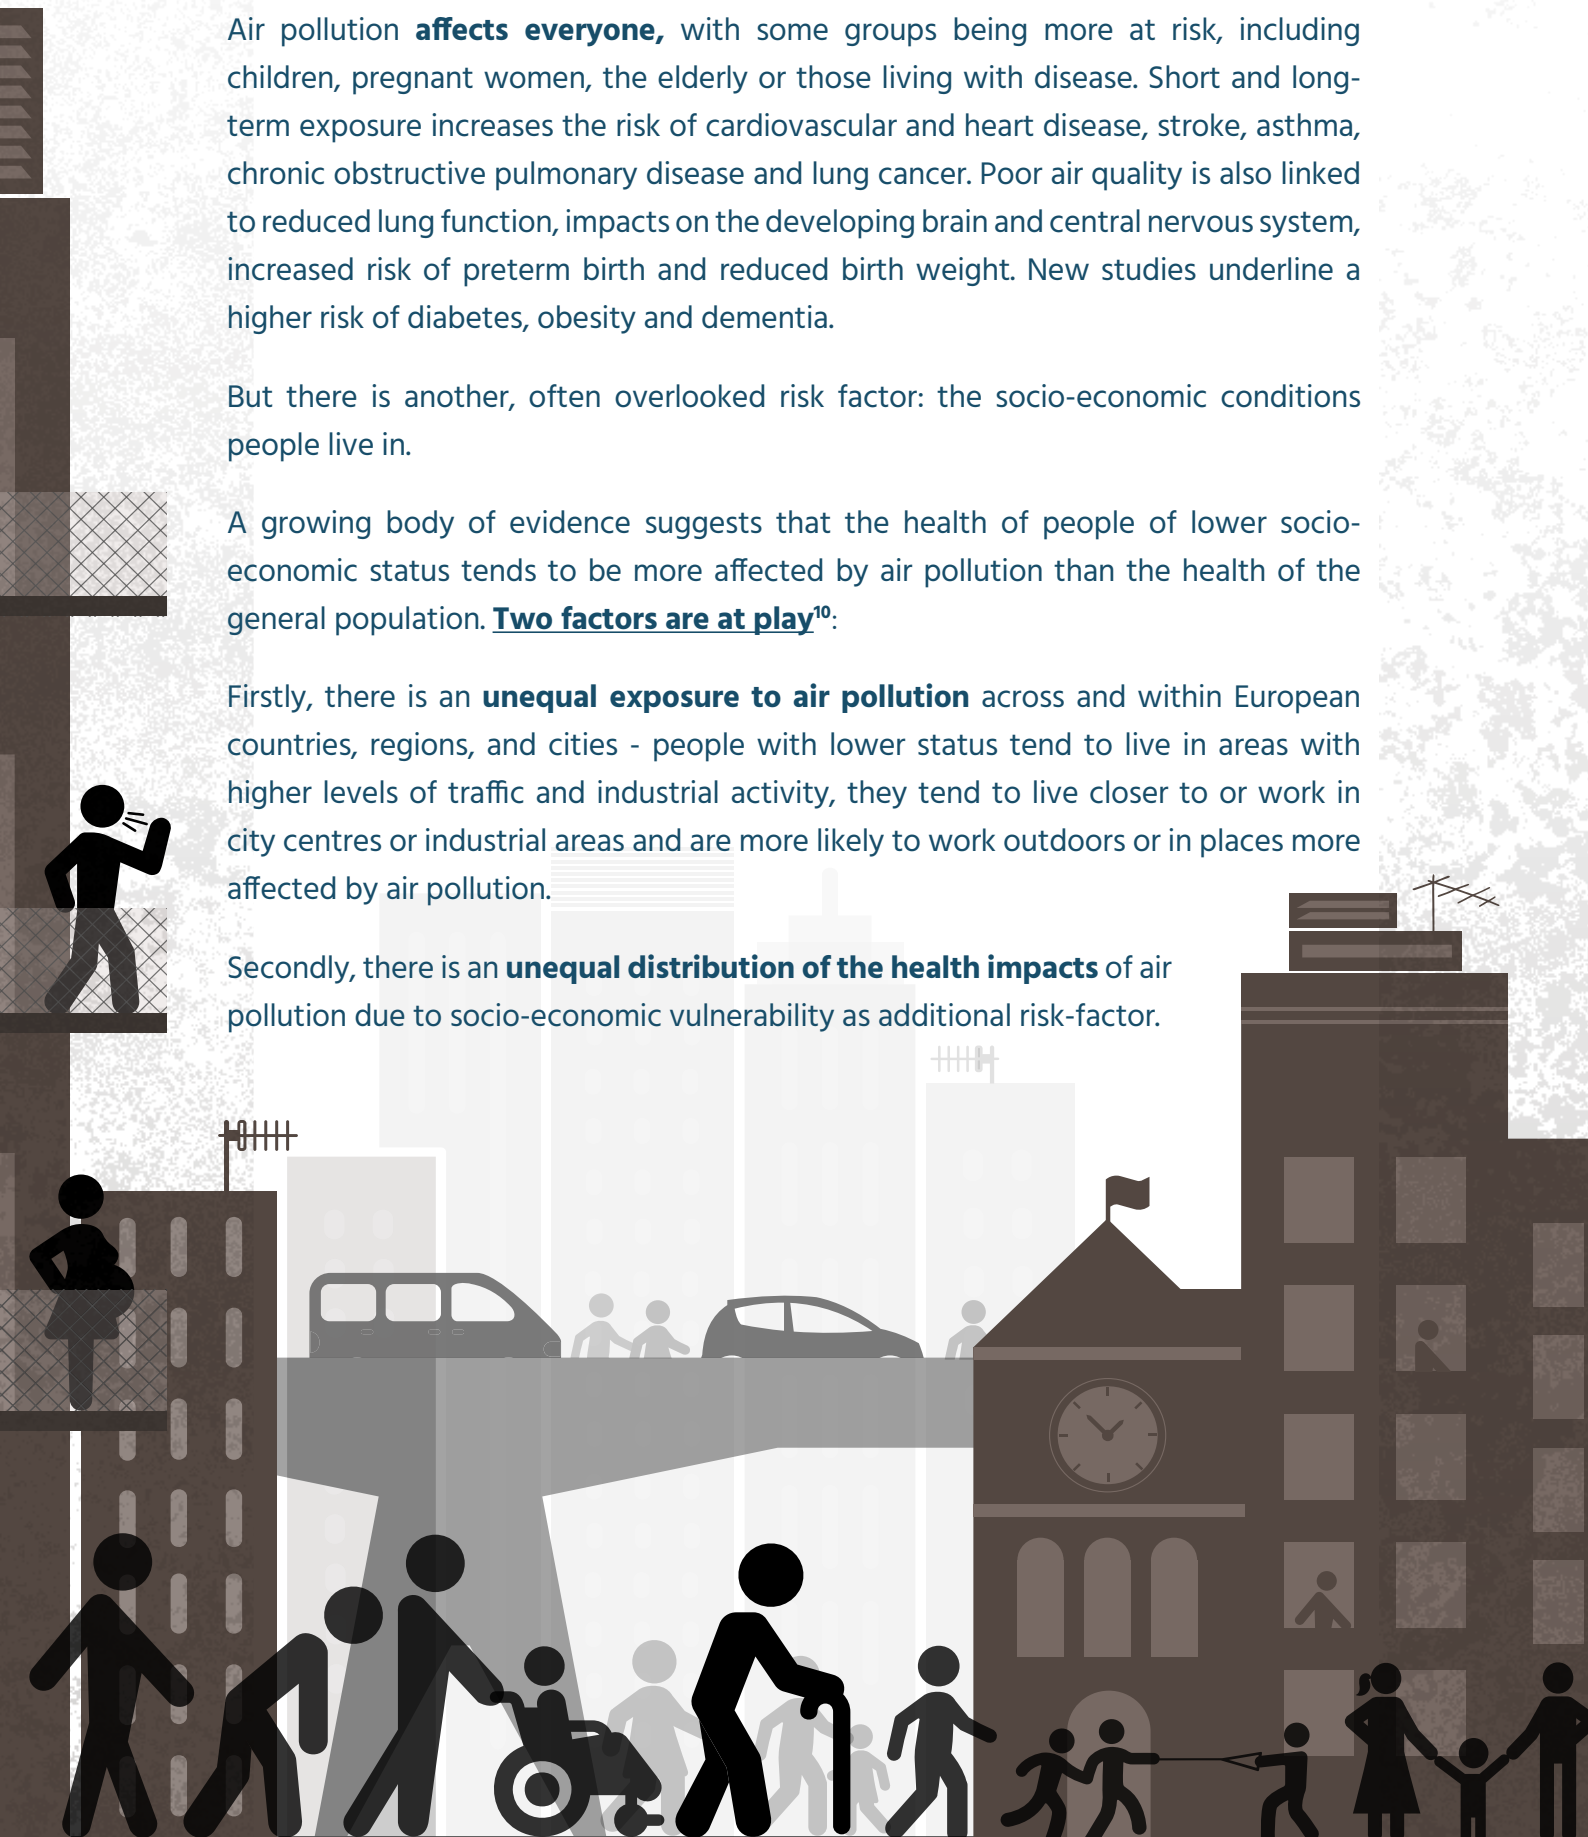 Air pollution affects everyone, with some groups being more at risk, including
children, pregnant women, the elderly or those living with disease. Short and long-
term exposure increases the risk of cardiovascular and heart disease, stroke, asthma,
chronic obstructive pulmonary disease and lung cancer. Poor air quality is also linked
to reduced lung function, impacts on the developing brain and central nervous system,
increased risk of preterm birth and reduced birth weight. New studies underline a
higher risk of diabetes, obesity and dementia.
But there is another, often overlooked risk factor: the socio-economic conditions
people live in.
A growing body of evidence suggests that the health of people of lower socio-
economic status tends to be more affected by air pollution than the health of the
general population. Two factors are at play¹⁰:
Firstly, there is an unequal exposure to air pollution across and within European
countries, regions, and cities - people with lower status tend to live in areas with
higher levels of traffic and industrial activity, they tend to live closer to or work in
city centres or industrial areas and are more likely to work outdoors or in places more
affected by air pollution.
Secondly, there is an unequal distribution of the health impacts of air
pollution due to socio-economic vulnerability as additional risk-factor.